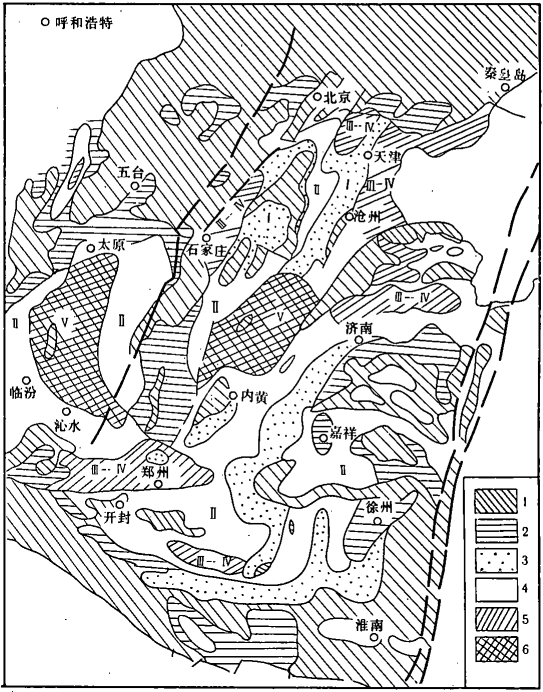 呼和浩特
秦皇岛
北京
III-IV
天津
五台
II
I
III-IV
III-IV
I
沧州
太原
石家庄
II
V
II
II
V
III-IV
济南
临汾
内黄
沁水
嘉祥
III-IV
郑州
II
开封
II
徐州
III-IV
淮南
1
2
3
4
5
6